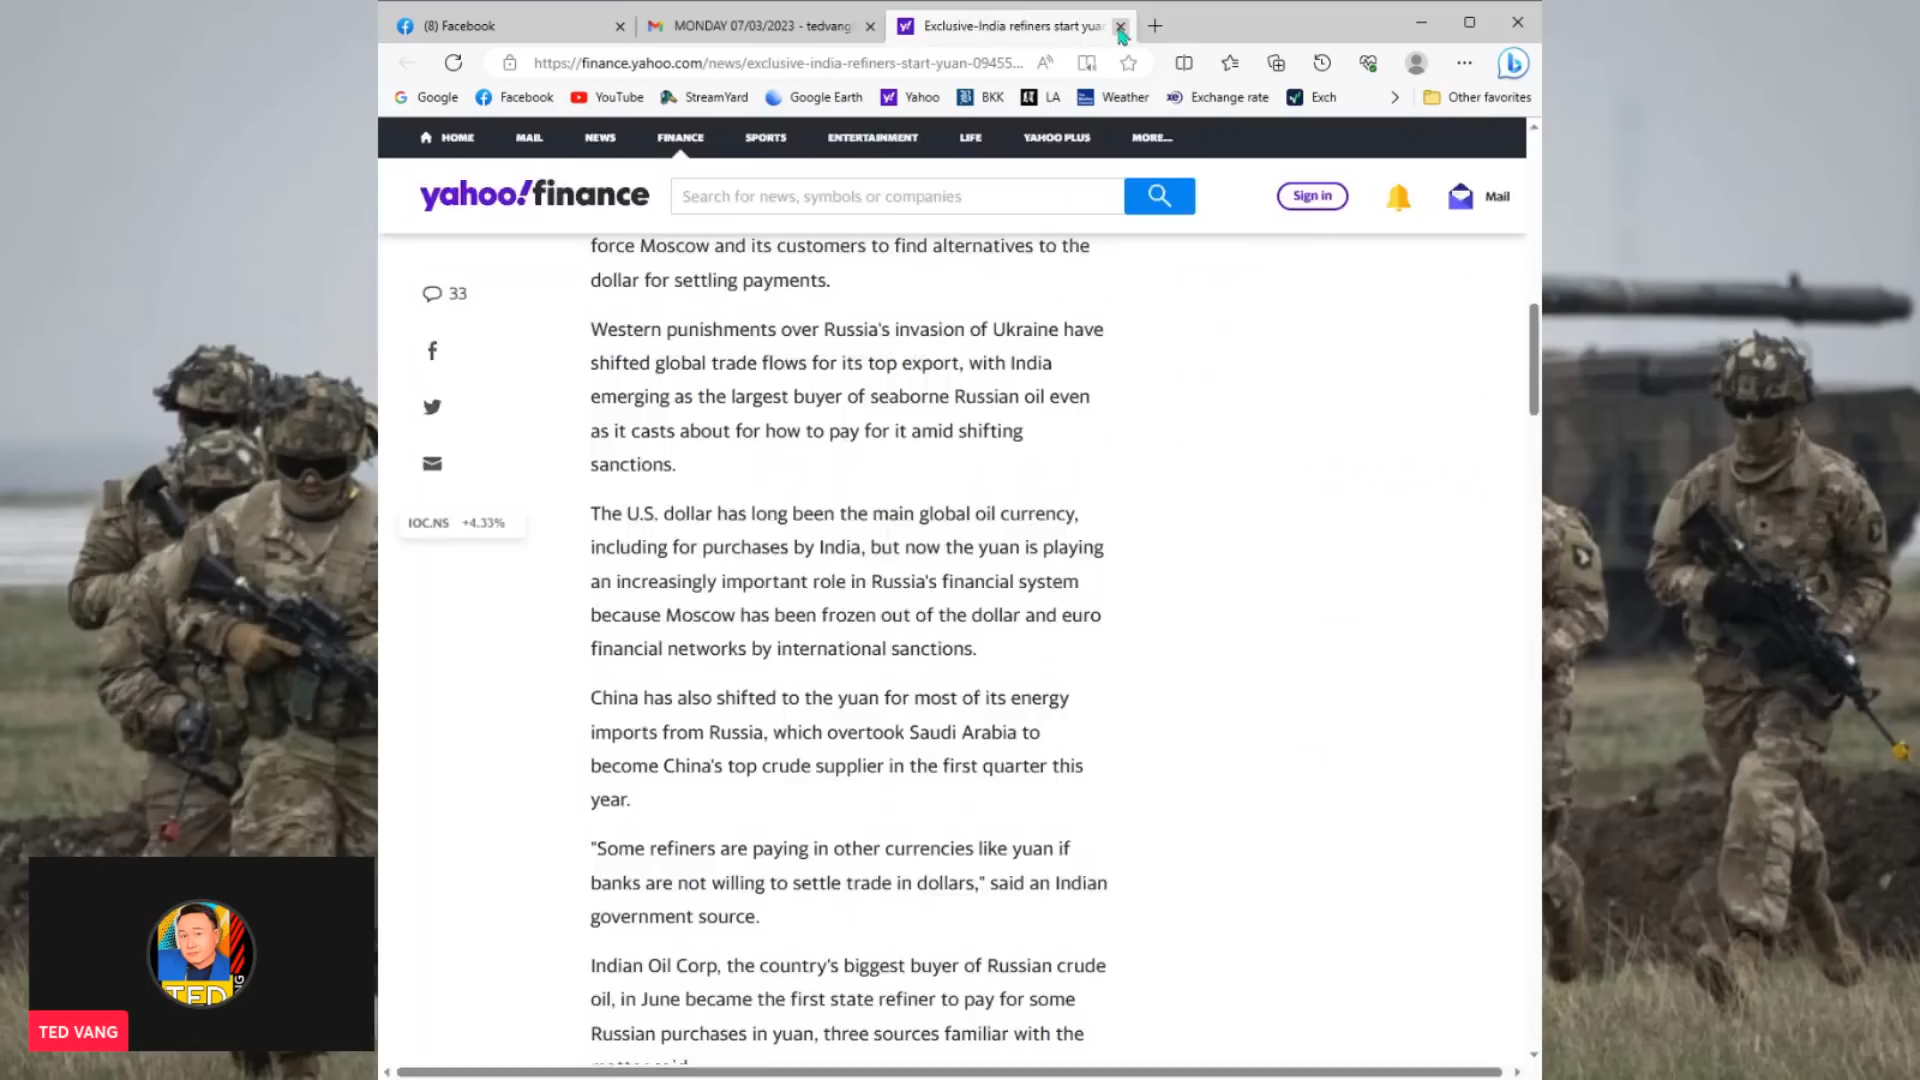 (8) Facebook
MONDAY 07/03/2023 - tedvang
Exclusive-India refiners start yua
https://finance.yahoo.com/news/exclusive-india-refiners-start-yuan-09455...
Google
Facebook
YouTube
StreamYard
Google Earth
Yahoo
BKK
LA
Weather
Exchange rate
Exch
Other favorites
HOME
MAIL
NEWS
FINANCE
SPORTS
ENTERTAINMENT
LIFE
YAHOO PLUS
MORE...
yahoo!finance
Search for news, symbols or companies
Sign in
Mail
33
IOC.NS +4.33%
force Moscow and its customers to find alternatives to the
dollar for settling payments.
Western punishments over Russia's invasion of Ukraine have
shifted global trade flows for its top export, with India
emerging as the largest buyer of seaborne Russian oil even
as it casts about for how to pay for it amid shifting
sanctions.
The U.S. dollar has long been the main global oil currency,
including for purchases by India, but now the yuan is playing
an increasingly important role in Russia's financial system
because Moscow has been frozen out of the dollar and euro
financial networks by international sanctions.
China has also shifted to the yuan for most of its energy
imports from Russia, which overtook Saudi Arabia to
become China's top crude supplier in the first quarter this
year.
"Some refiners are paying in other currencies like yuan if
banks are not willing to settle trade in dollars," said an Indian
government source.
Indian Oil Corp, the country's biggest buyer of Russian crude
oil, in June became the first state refiner to pay for some
Russian purchases in yuan, three sources familiar with the
TED
TED VANG